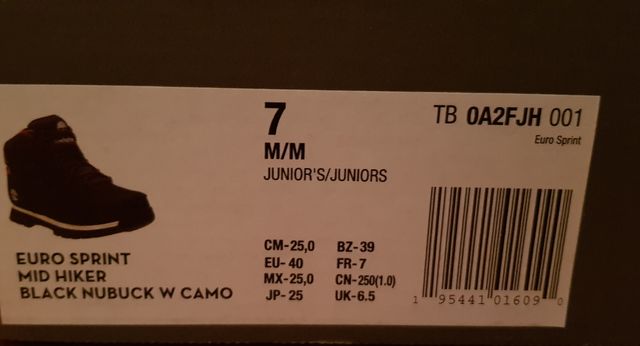 7
M/M
JUNIOR'S/JUNIORS
TB 0A2FJH 001
Euro Sprint
EURO SPRINT
MID HIKER
BLACK NUBUCK W CAMO
CM-25,0 BZ-39
EU-40 FR-7
MX-25,0 CN-250(1.0)
JP-25 UK-6.5
1 95441 01609 0